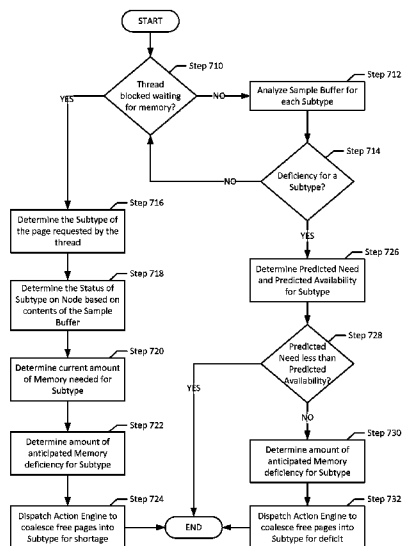 START
Step 710
Thread
blocked waiting
for memory?
YES
NO
Step 712
Analyze Sample Buffer for
each Subtype
Step 714
Deficiency for a
Subtype?
NO
YES
Step 716
Determine the Subtype of
the page requested by the
thread
Step 718
Determine the Status of
Subtype on Node based on
contents of the Sample
Buffer
Step 720
Determine current amount
of Memory needed for
Subtype
Step 722
Determine amount of
anticipated Memory
deficiency for Subtype
Step 724
Dispatch Action Engine to
coalesce free pages into
Subtype for shortage
Step 726
Determine Predicted Need
and Predicted Availability
for Subtype
Step 728
Predicted
Need less than
Predicted
Availability?
YES
NO
Step 730
Determine amount of
anticipated Memory
deficiency for Subtype
Step 732
Dispatch Action Engine to
coalesce free pages into
Subtype for deficit
END